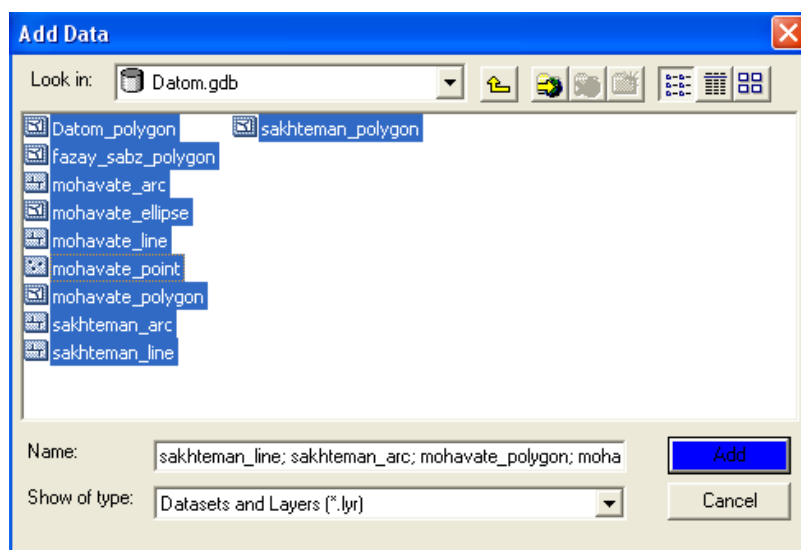 Add Data
Look in: Datom.gdb
Datom_polygon
fazay_sabz_polygon
mohavate_arc
mohavate_ellipse
mohavate_line
mohavate_point
mohavate_polygon
sakhteman_arc
sakhteman_line
sakhteman_polygon
Name: sakhteman_line; sakhteman_arc; mohavate_polygon; moha
Add
Show of type: Datasets and Layers (*.lyr)
Cancel